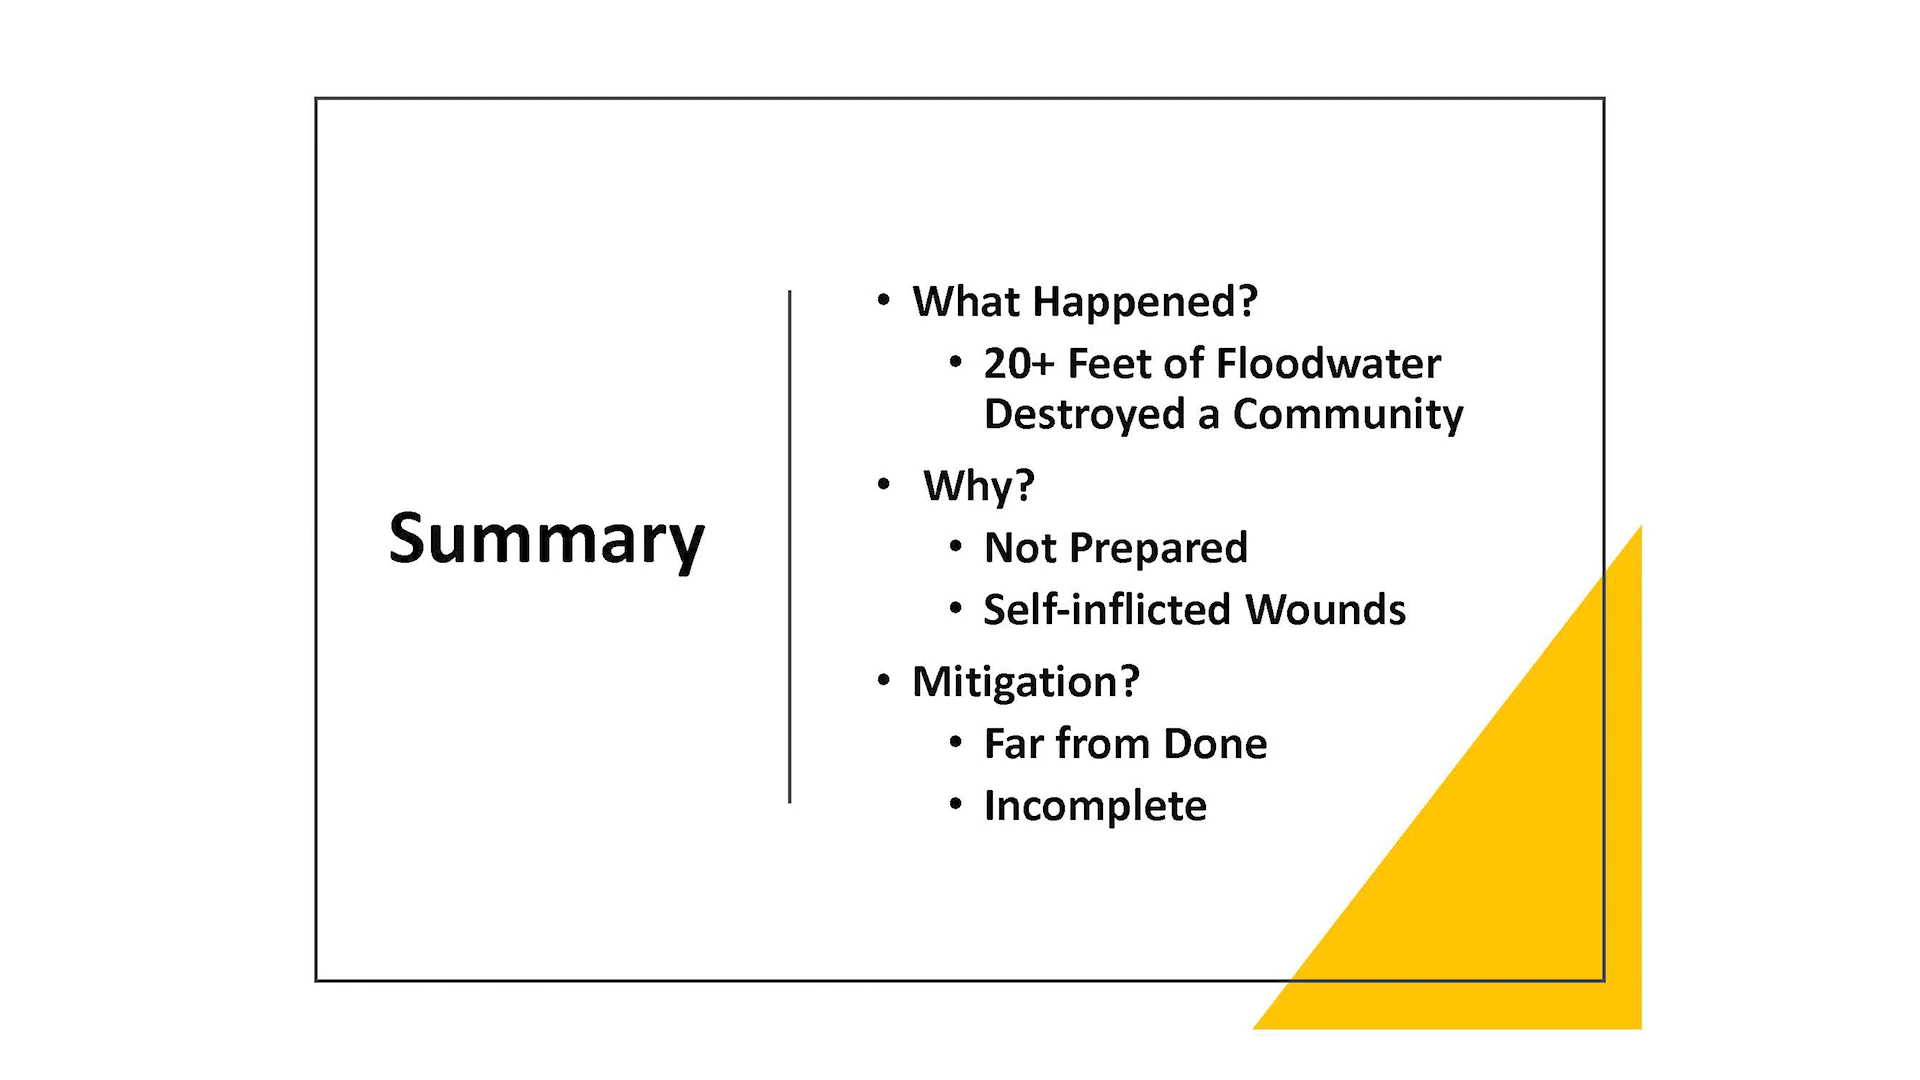 Summary
• What Happened?
• 20+ Feet of Floodwater
Destroyed a Community
• Why?
• Not Prepared
• Self-inflicted Wounds
• Mitigation?
• Far from Done
• Incomplete